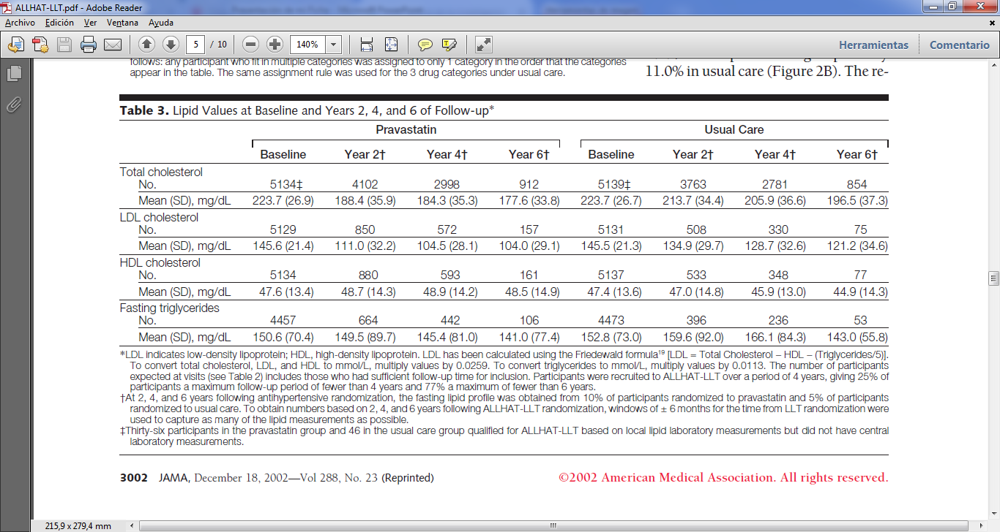 ALLHAT-LLT.pdf - Adobe Reader
Archivo Edición Ver Ventana Ayuda
5 / 10 140% Herramientas Comentario
follows: any participant who fit in multiple categories was assigned to only 1 category in the order that the categories
appear in the table. The same assignment rule was used for the 3 drug categories under usual care.
11.0% in usual care (Figure 2B). The re-
Table 3. Lipid Values at Baseline and Years 2, 4, and 6 of Follow-up*
Pravastatin Usual Care
Baseline Year 2† Year 4† Year 6† Baseline Year 2† Year 4† Year 6†
Total cholesterol
No. 5134‡ 4102 2998 912 5139‡ 3763 2781 854
Mean (SD), mg/dL 223.7 (26.9) 188.4 (35.9) 184.3 (35.3) 177.6 (33.8) 223.7 (26.7) 213.7 (34.4) 205.9 (36.6) 196.5 (37.3)
LDL cholesterol
No. 5129 850 572 157 5131 508 330 75
Mean (SD), mg/dL 145.6 (21.4) 111.0 (32.2) 104.5 (28.1) 104.0 (29.1) 145.5 (21.3) 134.9 (29.7) 128.7 (32.6) 121.2 (34.6)
HDL cholesterol
No. 5134 880 593 161 5137 533 348 77
Mean (SD), mg/dL 47.6 (13.4) 48.7 (14.3) 48.9 (14.2) 48.5 (14.9) 47.4 (13.6) 47.0 (14.8) 45.9 (13.0) 44.9 (14.3)
Fasting triglycerides
No. 4457 664 442 106 4473 396 236 53
Mean (SD), mg/dL 150.6 (70.4) 149.5 (89.7) 145.4 (81.0) 141.0 (77.4) 152.8 (73.0) 159.6 (92.0) 166.1 (84.3) 143.0 (55.8)
*LDL indicates low-density lipoprotein; HDL, high-density lipoprotein. LDL has been calculated using the Friedewald formula19 [LDL = Total Cholesterol – HDL – (Triglycerides/5)].
To convert total cholesterol, LDL, and HDL to mmol/L, multiply values by 0.0259. To convert triglycerides to mmol/L, multiply values by 0.0113. The number of participants
expected at visits (see Table 2) includes those who had sufficient follow-up time for inclusion. Participants were recruited to ALLHAT-LLT over a period of 4 years, giving 25% of
participants a maximum follow-up period of fewer than 4 years and 77% a maximum of fewer than 6 years.
†At 2, 4, and 6 years following antihypertensive randomization, the fasting lipid profile was obtained from 10% of participants randomized to pravastatin and 5% of participants
randomized to usual care. To obtain numbers based on 2, 4, and 6 years following ALLHAT-LLT randomization, windows of ± 6 months for the time from LLT randomization were
used to capture as many of the lipid measurements as possible.
‡Thirty-six participants in the pravastatin group and 46 in the usual care group qualified for ALLHAT-LLT based on local lipid laboratory measurements but did not have central
laboratory measurements.
3002 JAMA, December 18, 2002—Vol 288, No. 23 (Reprinted) ©2002 American Medical Association. All rights reserved.
215,9 x 279,4 mm